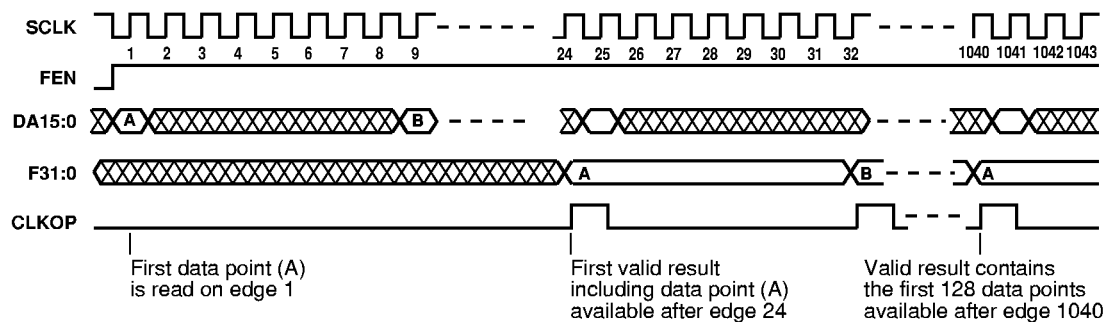 SCLK
1 2 3 4 5 6 7 8 9 24 25 26 27 28 29 30 31 32 1040 1041 1042 1043
FEN
DA15:0 A B
F31:0 A B A
CLKOP
First data point (A)
is read on edge 1
First valid result
including data point (A)
available after edge 24
Valid result contains
the first 128 data points
available after edge 1040